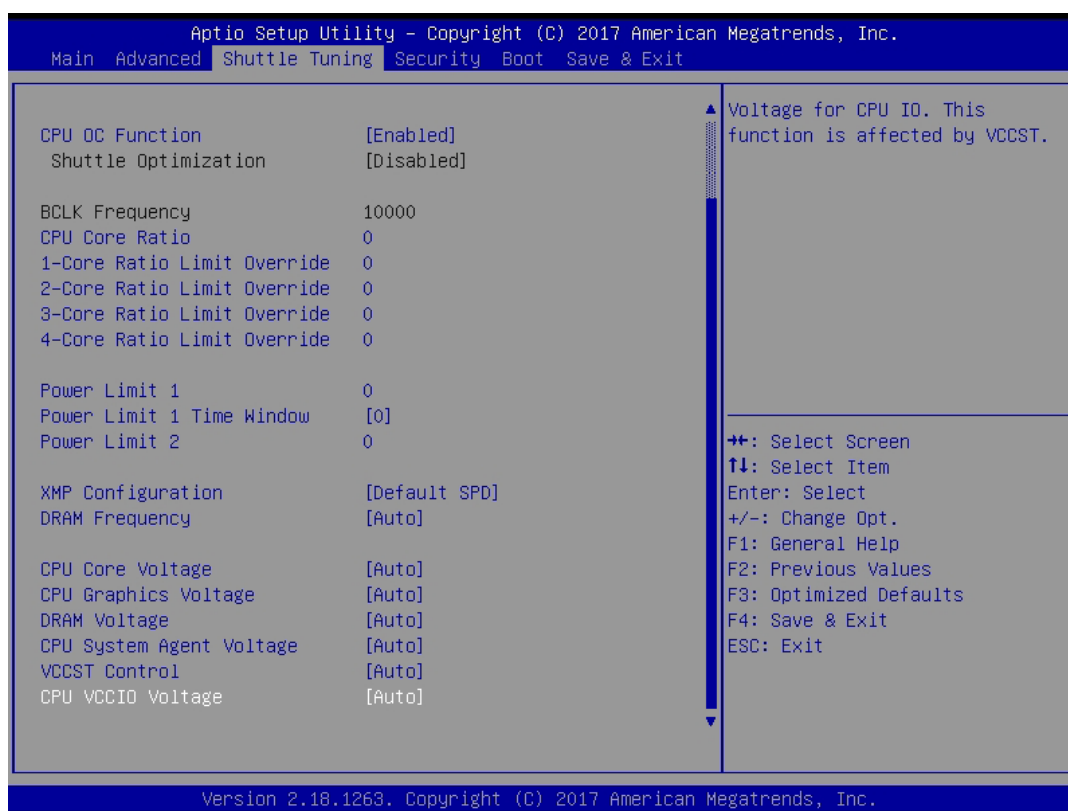 Aptio Setup Utility – Copyright (C) 2017 American Megatrends, Inc.
Main Advanced Shuttle Tuning Security Boot Save & Exit
CPU OC Function [Enabled]
Shuttle Optimization [Disabled]
BCLK Frequency 10000
CPU Core Ratio 0
1-Core Ratio Limit Override 0
2-Core Ratio Limit Override 0
3-Core Ratio Limit Override 0
4-Core Ratio Limit Override 0
Power Limit 1 0
Power Limit 1 Time Window [0]
Power Limit 2 0
XMP Configuration [Default SPD]
DRAM Frequency [Auto]
CPU Core Voltage [Auto]
CPU Graphics Voltage [Auto]
DRAM Voltage [Auto]
CPU System Agent Voltage [Auto]
VCCST Control [Auto]
CPU VCCIO Voltage [Auto]
Voltage for CPU IO. This
function is affected by VCCST.
→←: Select Screen
↑↓: Select Item
Enter: Select
+/-: Change Opt.
F1: General Help
F2: Previous Values
F3: Optimized Defaults
F4: Save & Exit
ESC: Exit
Version 2.18.1263. Copyright (C) 2017 American Megatrends, Inc.